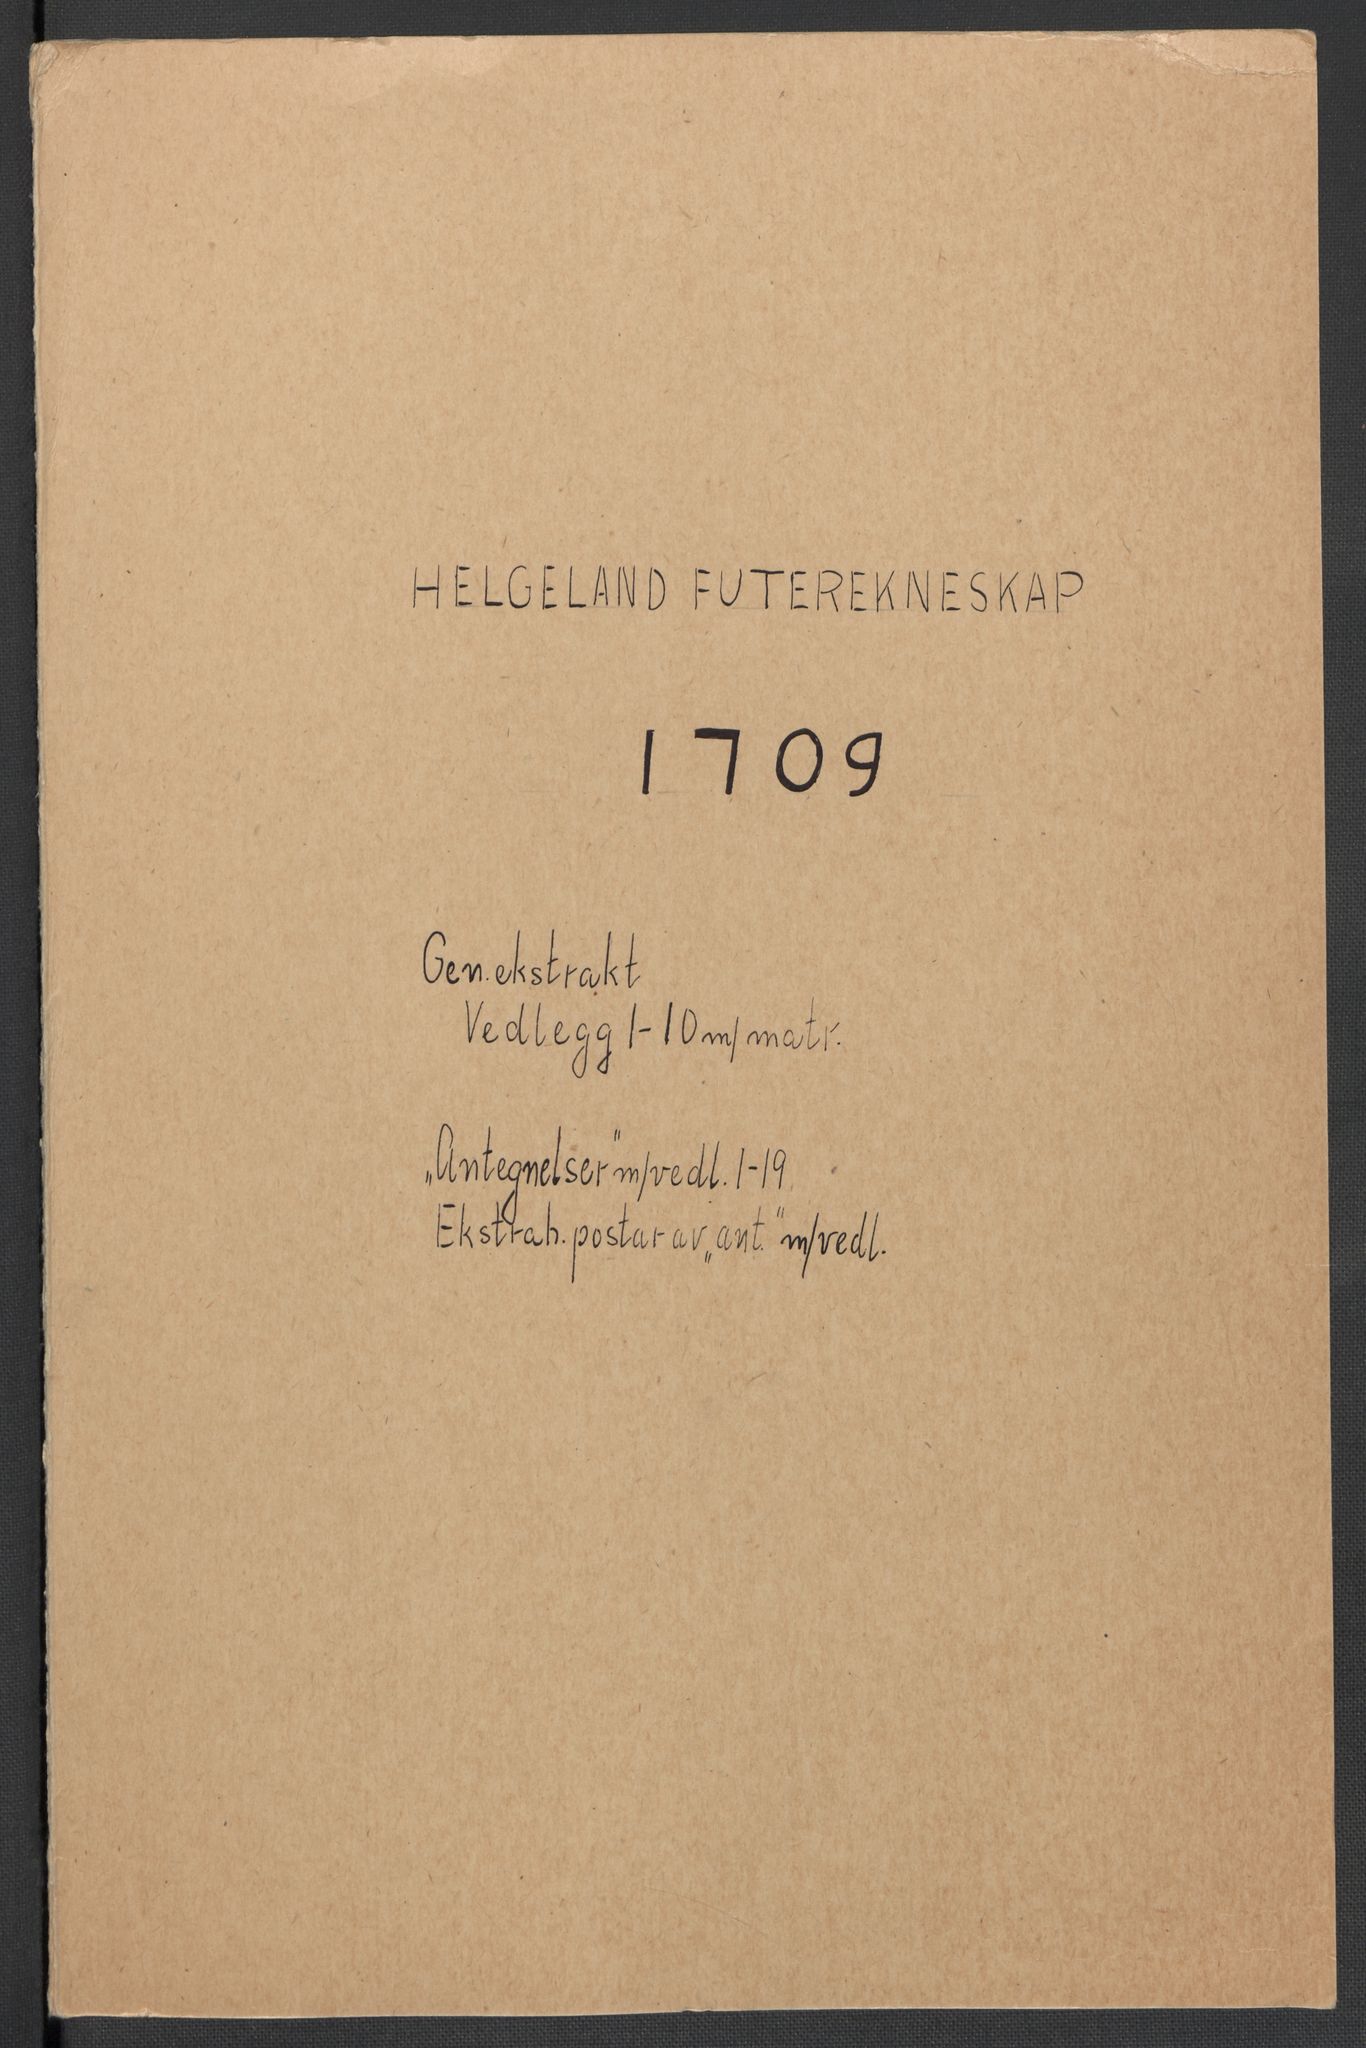 HELGELAND FUTEREKNESKAP
1709
Gen.ekstrakt
Vedlegg 1-10 m/matr.
„Antegnelser" m/vedl. 1-19
Ekstrah. postar av „ant." m/vedl.